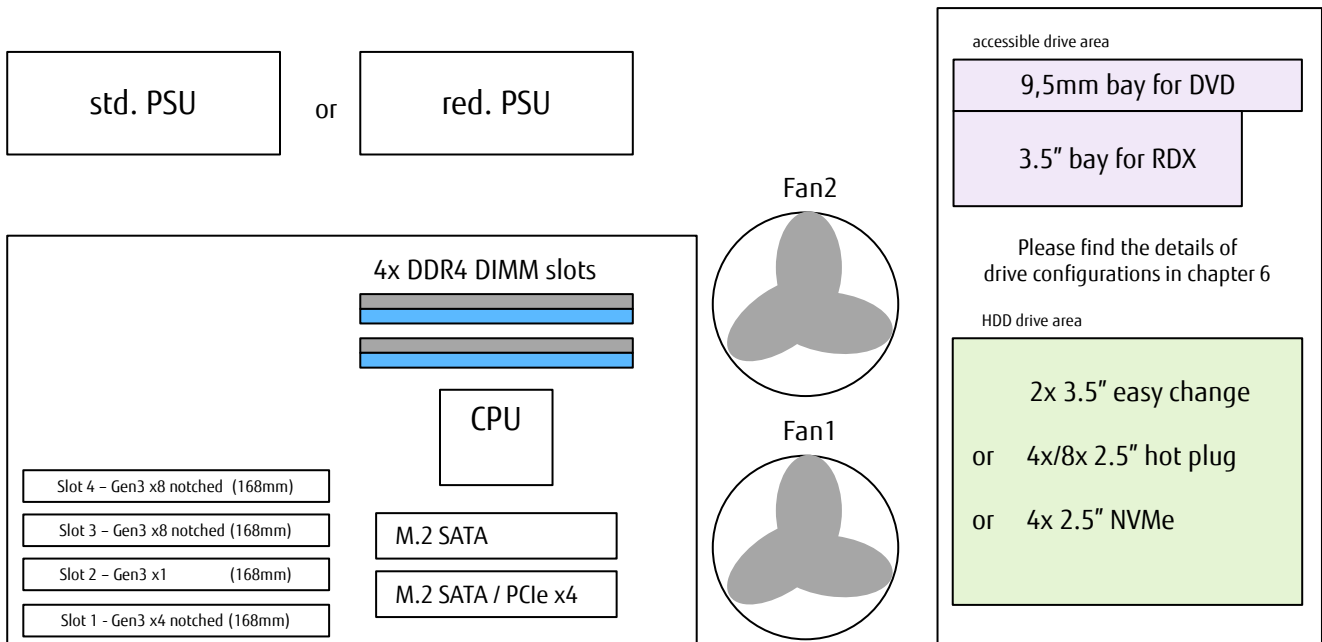 std. PSU
or
red. PSU
4x DDR4 DIMM slots
CPU
Slot 4 – Gen3 x8 notched (168mm)
Slot 3 – Gen3 x8 notched (168mm)
Slot 2 – Gen3 x1 (168mm)
Slot 1 - Gen3 x4 notched (168mm)
M.2 SATA
M.2 SATA / PCIe x4
Fan2
Fan1
accessible drive area
9,5mm bay for DVD
3.5” bay for RDX
Please find the details of
drive configurations in chapter 6
HDD drive area
2x 3.5” easy change
or 4x/8x 2.5” hot plug
or 4x 2.5” NVMe